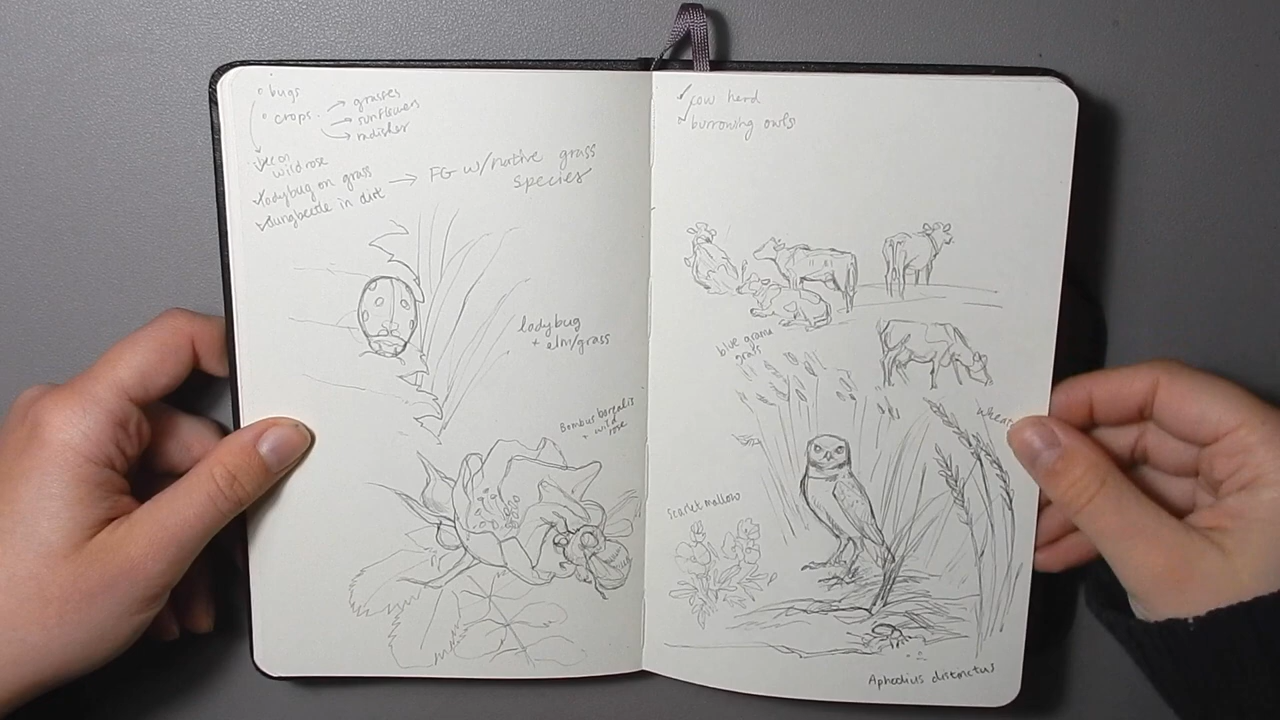 bugs
crops → grasses
→ sunflowers
→ radishes
wild rose
ladybug on grass → FG w/native grass
species
dungbeetle in dirt
ladybug
+ elm/grass
Bombus borealis
+ wild
rose
cow herd
burrowing owls
blue grama
grass
wheat
scarlet mallow
Aphodius distinctus